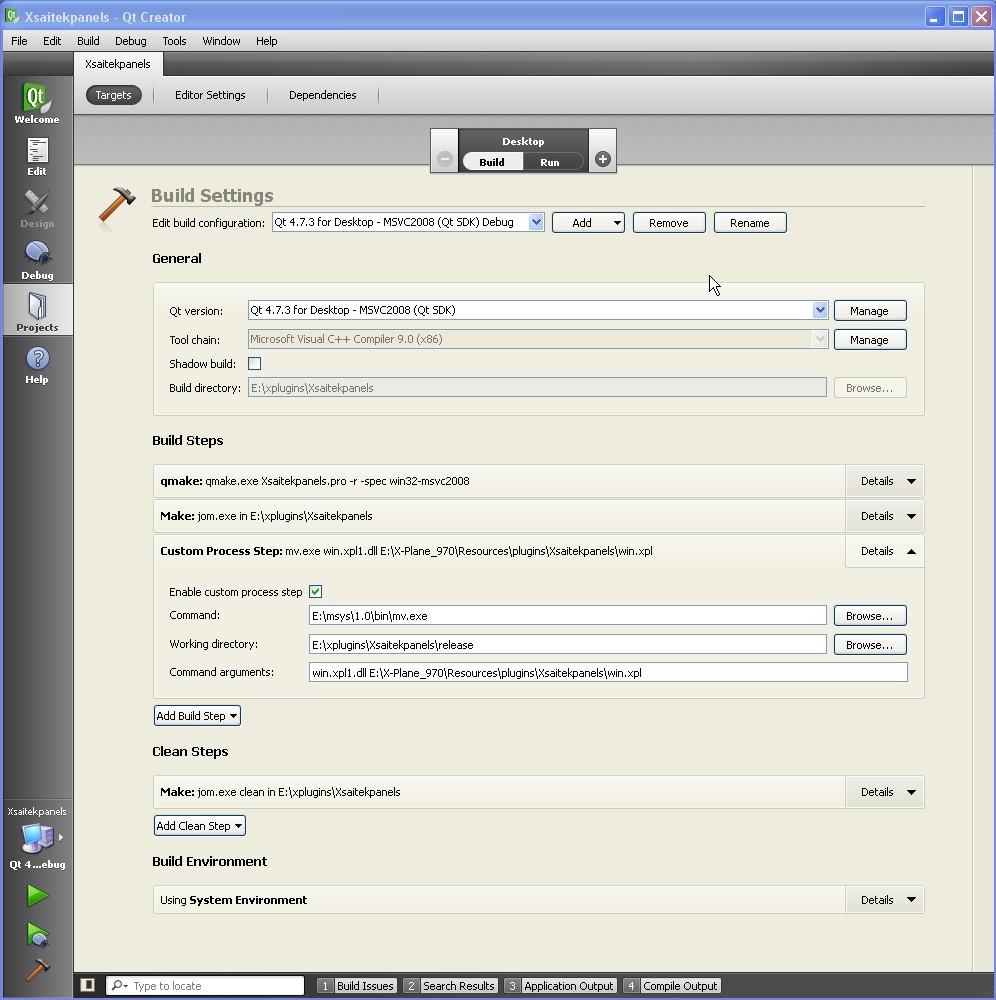 Xsaitekpanels - Qt Creator
File Edit Build Debug Tools Window Help
Xsaitekpanels
Targets Editor Settings Dependencies
Qt
Welcome
Edit
Design
Debug
Projects
Help
Desktop
Build Run
Build Settings
Edit build configuration: Qt 4.7.3 for Desktop - MSVC2008 (Qt SDK) Debug Add Remove Rename
General
Qt version: Qt 4.7.3 for Desktop - MSVC2008 (Qt SDK) Manage
Tool chain: Microsoft Visual C++ Compiler 9.0 (x86) Manage
Shadow build:
Build directory: E:\xplugins\Xsaitekpanels Browse...
Build Steps
qmake: qmake.exe Xsaitekpanels.pro -r -spec win32-msvc2008 Details
Make: jom.exe in E:\xplugins\Xsaitekpanels Details
Custom Process Step: mv.exe win.xpl1.dll E:\X-Plane_970\Resources\plugins\Xsaitekpanels\win.xpl Details
Enable custom process step
Command: E:\msys\1.0\bin\mv.exe Browse...
Working directory: E:\xplugins\Xsaitekpanels\release Browse...
Command arguments: win.xpl1.dll E:\X-Plane_970\Resources\plugins\Xsaitekpanels\win.xpl
Add Build Step
Clean Steps
Make: jom.exe clean in E:\xplugins\Xsaitekpanels Details
Add Clean Step
Build Environment
Using System Environment Details
Xsaitekpanels
Qt 4...ebug
Type to locate 1 Build Issues 2 Search Results 3 Application Output 4 Compile Output